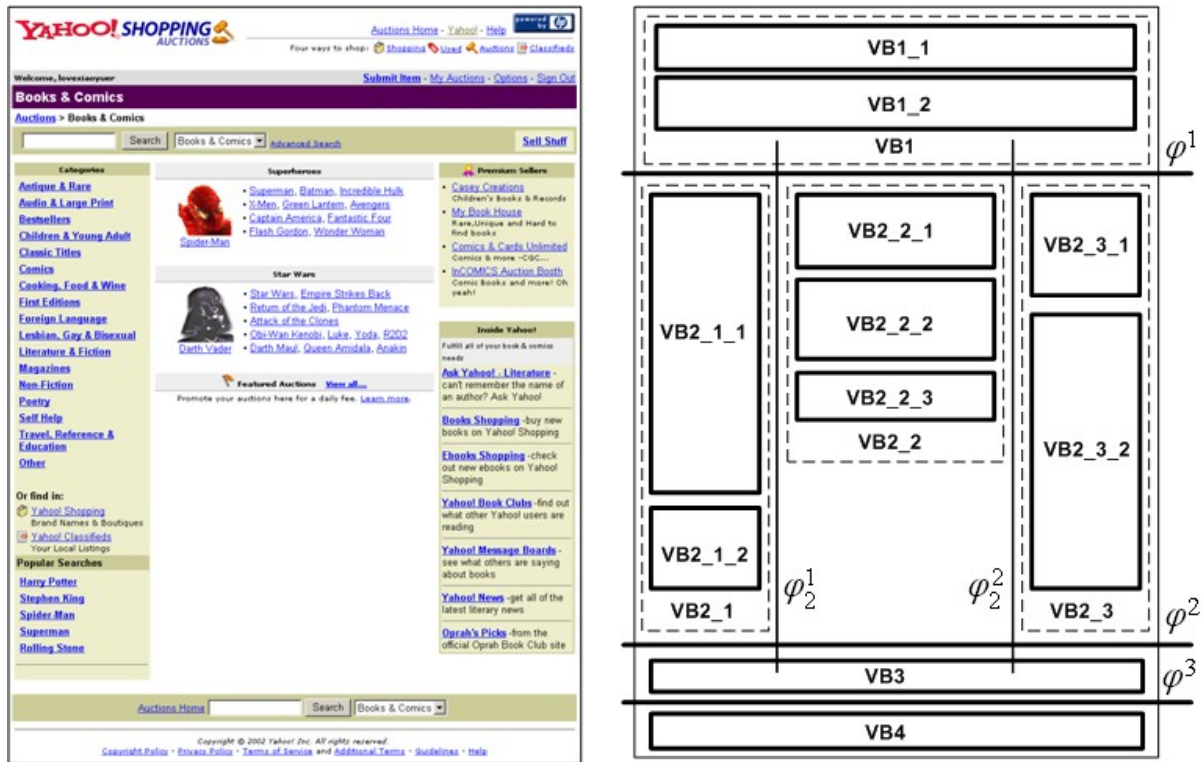 YAHOO! SHOPPING
AUCTIONS
Auctions Home - Yahoo! - Help
powered by hp
Four ways to shop: Shopping Used Auctions Classifieds
Welcome, lovexiaoyuer
Submit Item - My Auctions - Options - Sign Out
Books & Comics
Auctions > Books & Comics
Search Books & Comics Advanced Search Sell Stuff
Categories
Antique & Rare
Audio & Large Print
Bestsellers
Children & Young Adult
Classic Titles
Comics
Cooking, Food & Wine
First Editions
Foreign Language
Lesbian, Gay & Bisexual
Literature & Fiction
Magazines
Non-Fiction
Poetry
Self Help
Travel, Reference &
Education
Other
Or find in:
Yahoo! Shopping
Brand Names & Boutiques
Yahoo! Classifieds
Your Local Listings
Popular Searches
Harry Potter
Stephen King
Spider-Man
Superman
Rolling Stone
Superheroes
Spider-Man
• Superman, Batman, Incredible Hulk
• X-Men, Green Lantern, Avengers
• Captain America, Fantastic Four
• Flash Gordon, Wonder Woman
Star Wars
Darth Vader
• Star Wars, Empire Strikes Back
• Return of the Jedi, Phantom Menace
• Attack of the Clones
• Obi-Wan Kenobi, Luke, Yoda, R2D2
• Darth Maul, Queen Amidala, Anakin
Featured Auctions View all...
Promote your auctions here for a daily fee. Learn more.
Premium Sellers
• Casey Creations
Children's Books & Records
• My Book House
Rare,Unique and Hard to
find books
• Comics & Cards Unlimited
Comics & more -CGC...
• InCOMICS Auction Booth
Comic Books and more! Oh
yeah!
Inside Yahoo!
Fulfill all of your book & comics
needs
Ask Yahoo! - Literature -
can't remember the name of
an author? Ask Yahoo!
Books Shopping -buy new
books on Yahoo! Shopping
Ebooks Shopping -check
out new ebooks on Yahoo!
Shopping
Yahoo! Book Clubs -find out
what other Yahoo! users are
reading
Yahoo! Message Boards -
see what others are saying
about books
Yahoo! News -get all of the
latest literary news
Oprah's Picks -from the
official Oprah Book Club site
Auctions Home Search Books & Comics
Copyright © 2002 Yahoo! Inc. All rights reserved.
Copyright Policy - Privacy Policy - Terms of Service and Additional Terms - Guidelines - Help
VB1_1
VB1_2
VB1
φ¹
VB2_1_1
VB2_1_2
VB2_1
VB2_2_1
VB2_2_2
VB2_2_3
VB2_2
VB2_3_1
VB2_3_2
VB2_3
φ₂¹
φ₂²
φ²
VB3
φ³
VB4